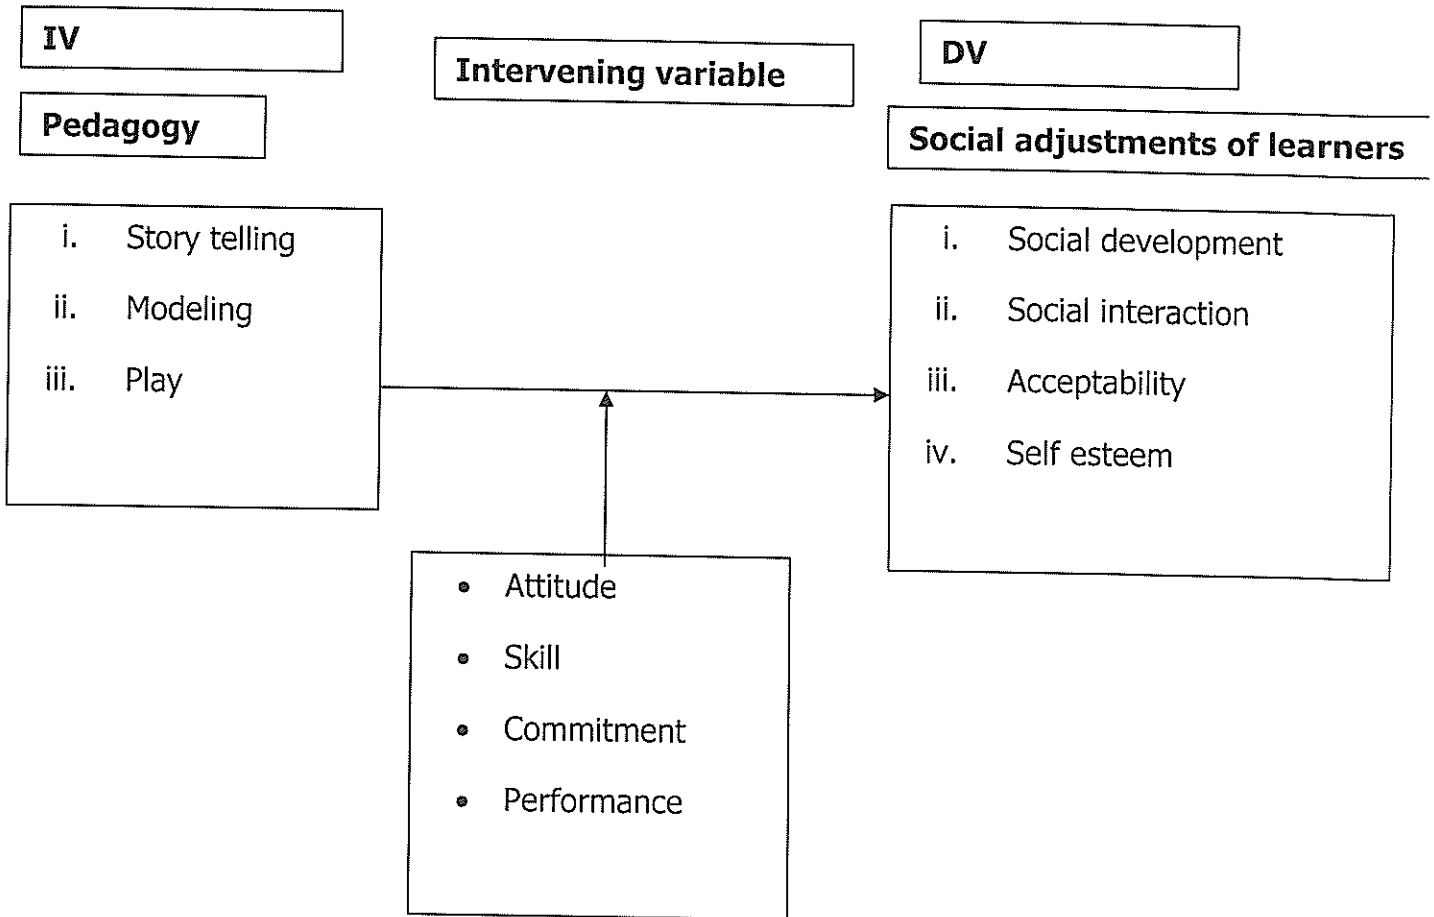 IV
Intervening variable
DV
Pedagogy
Social adjustments of learners
i. Story telling
ii. Modeling
iii. Play
i. Social development
ii. Social interaction
iii. Acceptability
iv. Self esteem
• Attitude
• Skill
• Commitment
• Performance